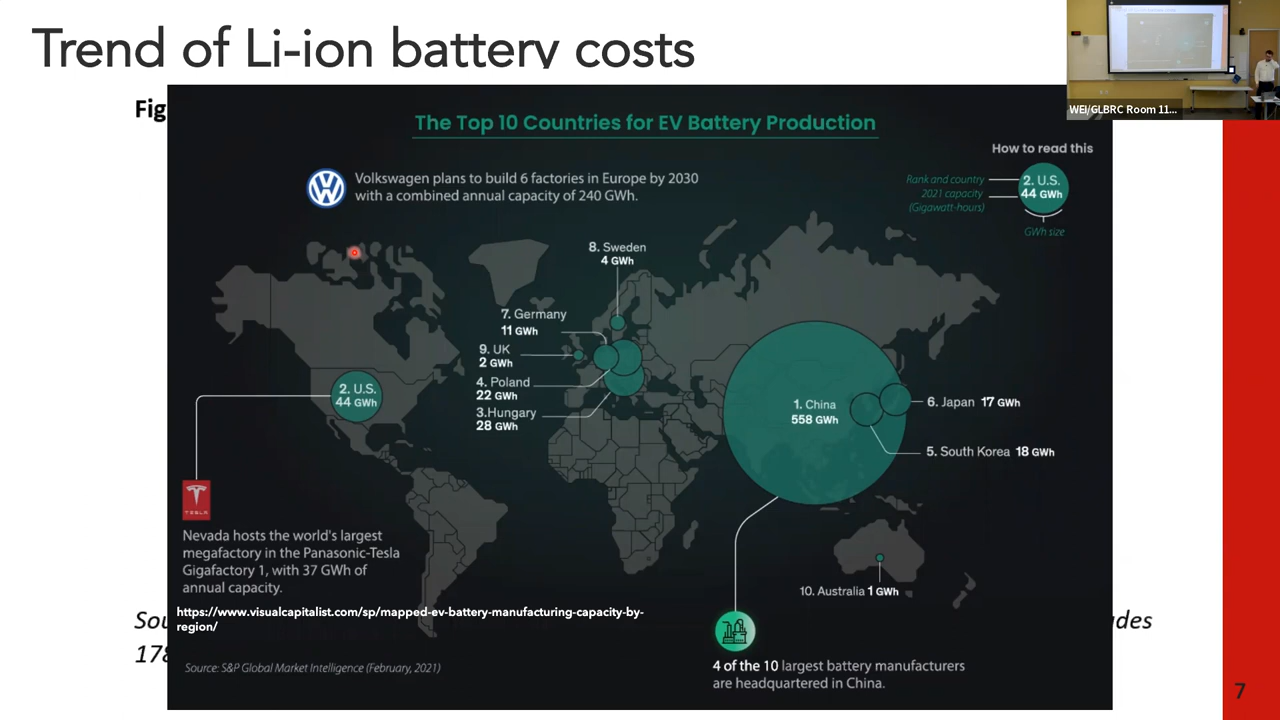 Trend of Li-ion battery costs
WEI/GLBRC Room 11...
Fig
The Top 10 Countries for EV Battery Production
How to read this
Rank and country
2021 capacity
(Gigawatt-hours)
2. U.S.
44 GWh
GWh size
Volkswagen plans to build 6 factories in Europe by 2030
with a combined annual capacity of 240 GWh.
8. Sweden
4 GWh
7. Germany
11 GWh
9. UK
2 GWh
4. Poland
22 GWh
3.Hungary
28 GWh
2. U.S.
44 GWh
1. China
558 GWh
6. Japan 17 GWh
5. South Korea 18 GWh
TESLA
Nevada hosts the world's largest
megafactory in the Panasonic-Tesla
Gigafactory 1, with 37 GWh of
annual capacity.
10. Australia 1 GWh
https://www.visualcapitalist.com/sp/mapped-ev-battery-manufacturing-capacity-by-
region/
Sou
ades
178
Source: S&P Global Market Intelligence (February, 2021)
4 of the 10 largest battery manufacturers
are headquartered in China.
7